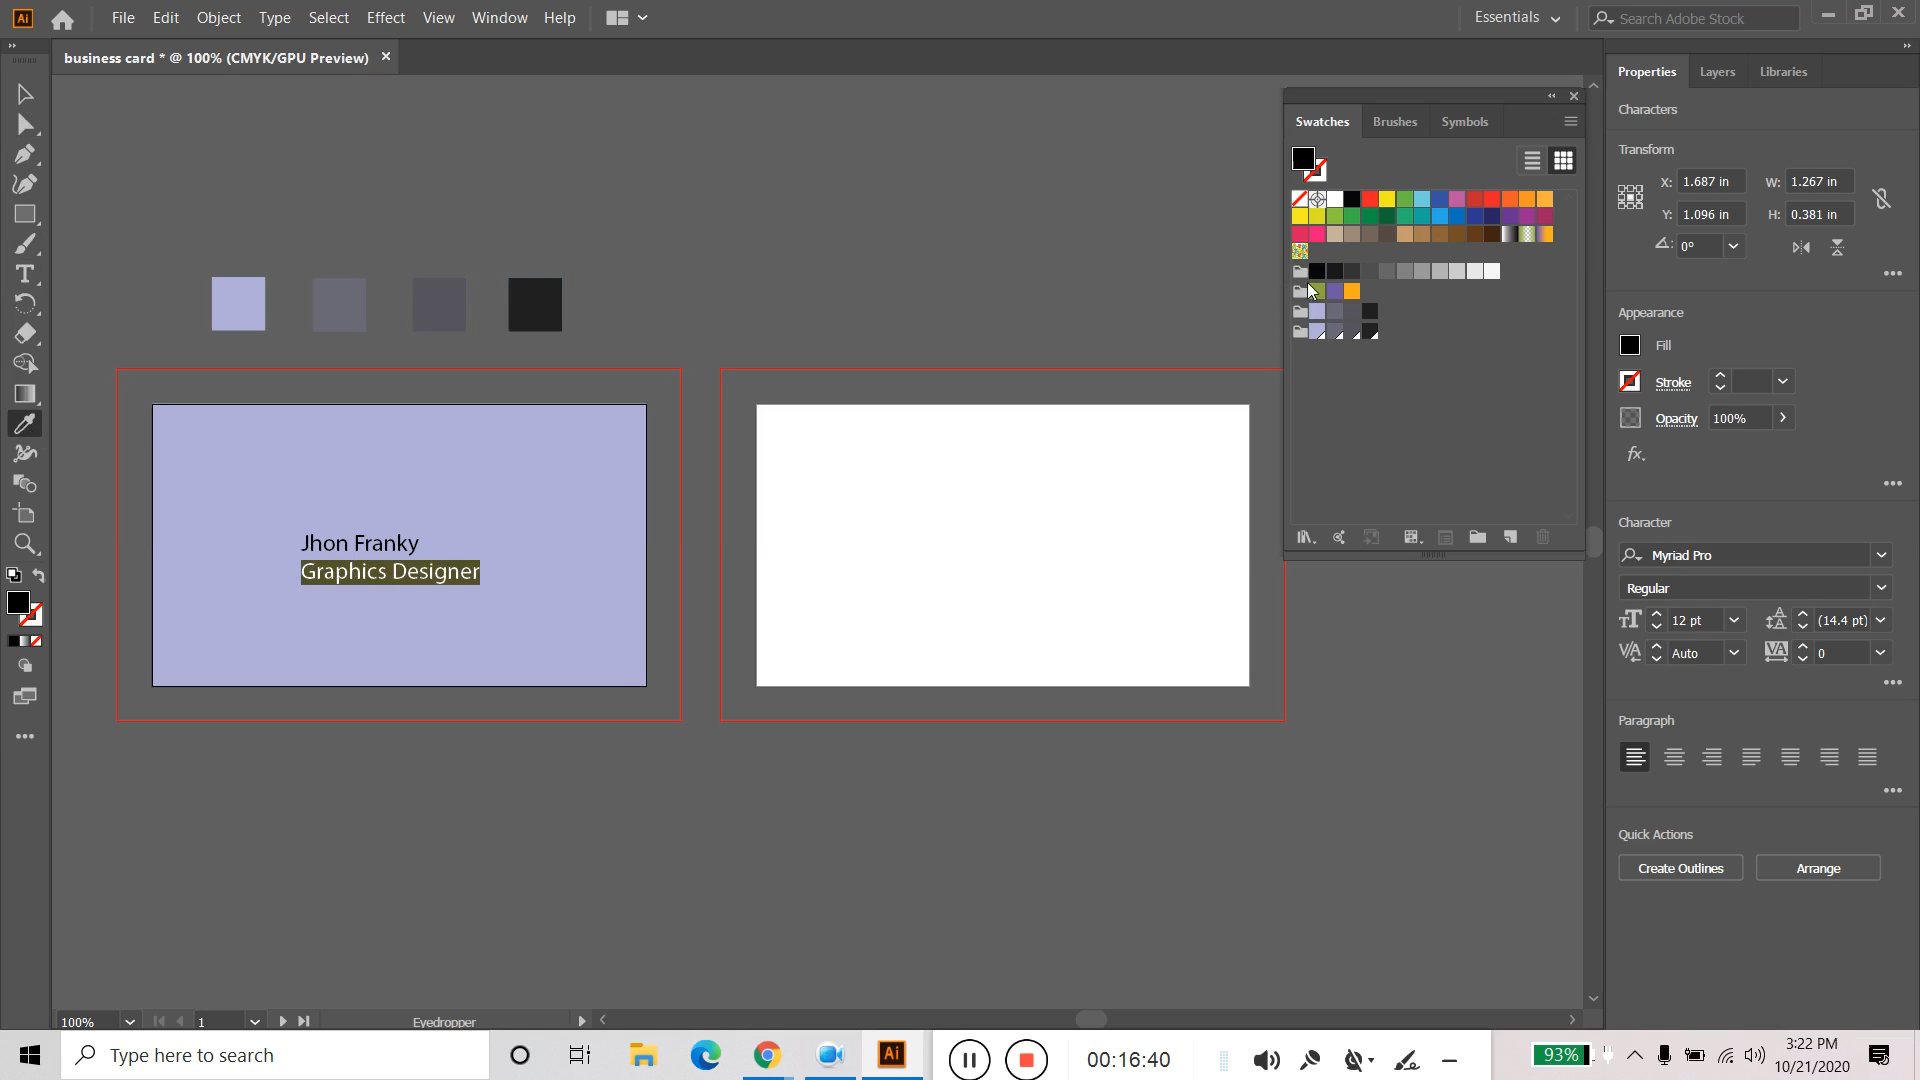 Ai File Edit Object Type Select Effect View Window Help Essentials Search Adobe Stock
business card * @ 100% (CMYK/GPU Preview)
Properties Layers Libraries
Characters
Transform
X: 1.687 in W: 1.267 in
Y: 1.096 in H: 0.381 in
0°
Swatches Brushes Symbols
Appearance
Fill
Stroke
Opacity 100%
fx.
Jhon Franky
Graphics Designer
Character
Myriad Pro
Regular
12 pt (14.4 pt)
Auto 0
Paragraph
Quick Actions
Create Outlines Arrange
100% 1 Eyedropper
Type here to search
Ai
00:16:40
93%
3:22 PM
10/21/2020